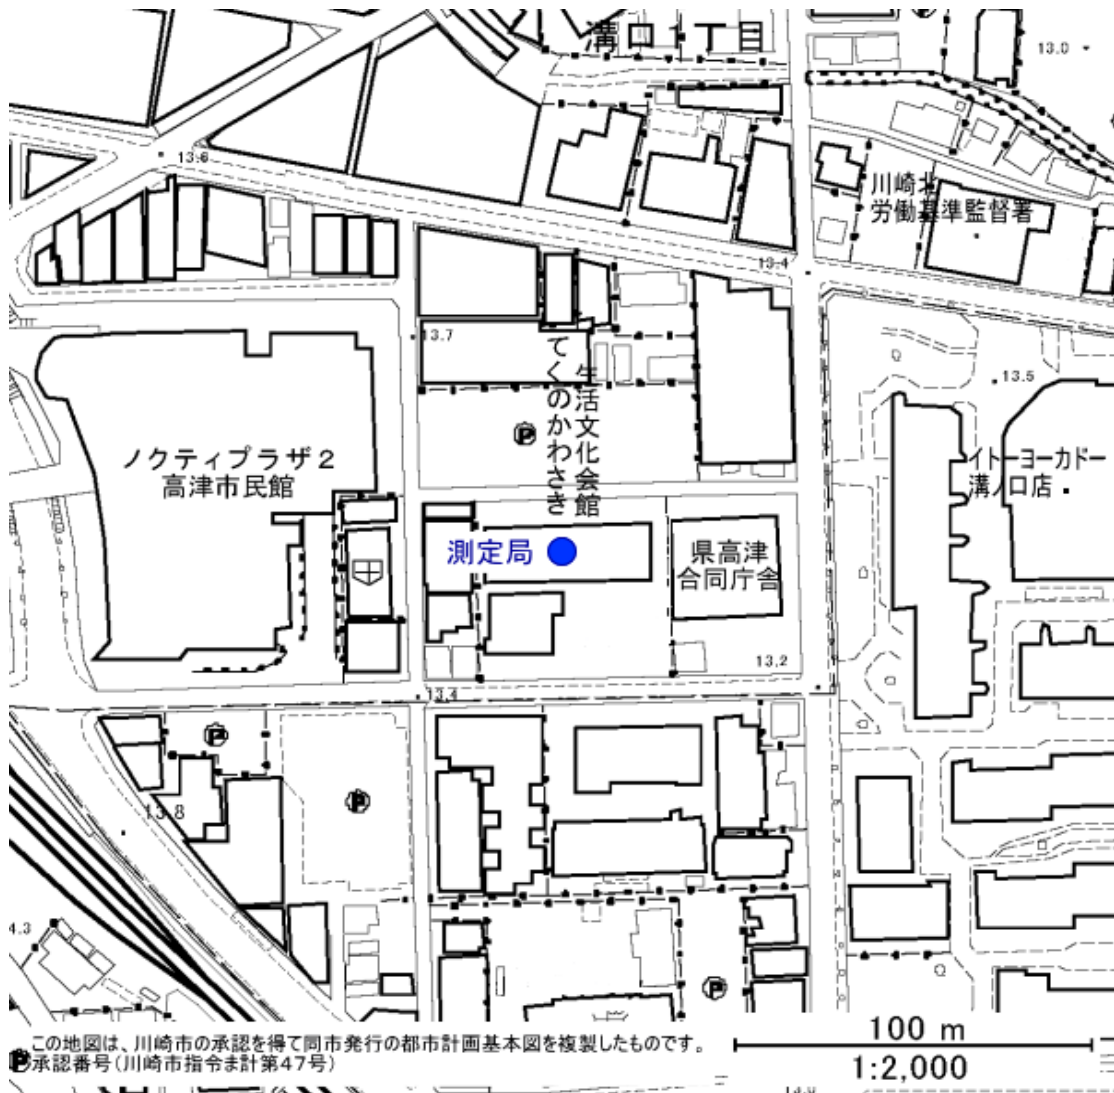 溝
13.0
13.6
川崎北
労働基準監督署
13.4
13.7
13.5
生活文化会館
てくのかわさき
P
ノクティプラザ2
高津市民館
イトーヨーカドー
溝ノ口店
測定局
県高津
合同庁舎
13.2
13.4
P
P
13.8
4.3
P
この地図は、川崎市の承認を得て同市発行の都市計画基本図を複製したものです。
承認番号(川崎市指令ま計第47号)
P
100 m
1:2,000